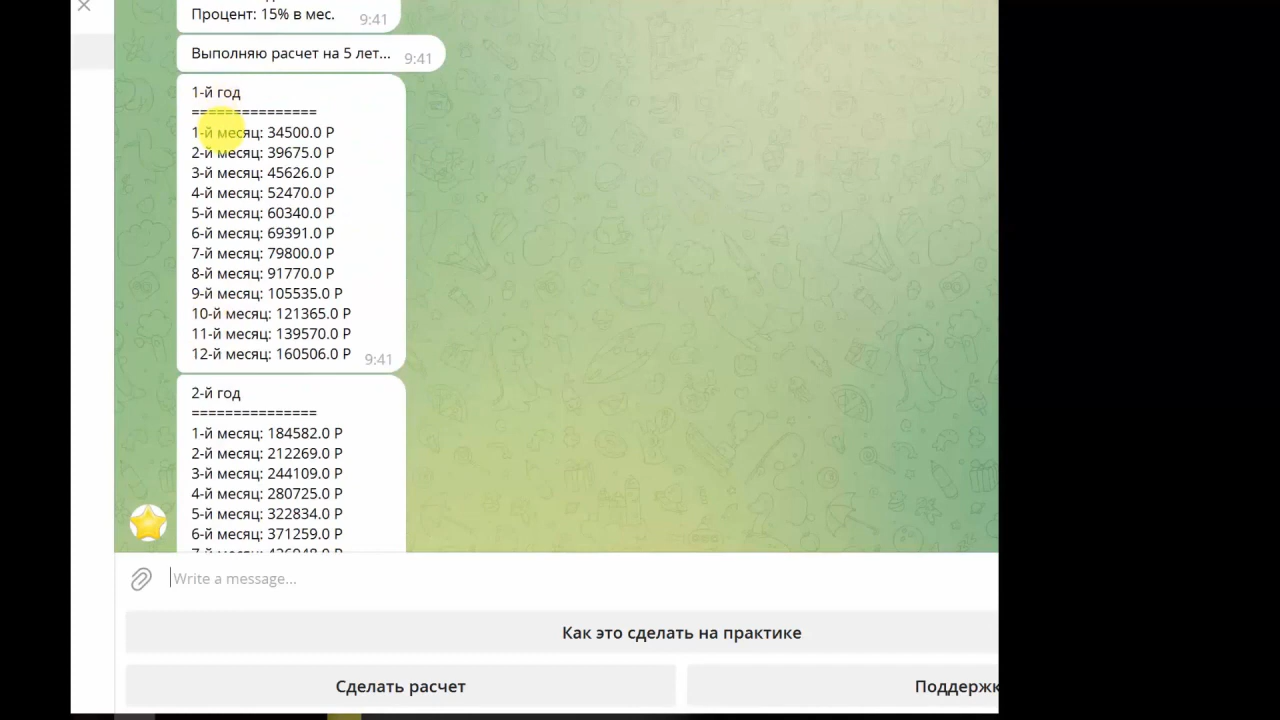 Процент: 15% в мес.
9:41
Выполняю расчет на 5 лет...
9:41
1-й год
===============
1-й месяц: 34500.0 Р
2-й месяц: 39675.0 Р
3-й месяц: 45626.0 Р
4-й месяц: 52470.0 Р
5-й месяц: 60340.0 Р
6-й месяц: 69391.0 Р
7-й месяц: 79800.0 Р
8-й месяц: 91770.0 Р
9-й месяц: 105535.0 Р
10-й месяц: 121365.0 Р
11-й месяц: 139570.0 Р
12-й месяц: 160506.0 Р
9:41
2-й год
===============
1-й месяц: 184582.0 Р
2-й месяц: 212269.0 Р
3-й месяц: 244109.0 Р
4-й месяц: 280725.0 Р
5-й месяц: 322834.0 Р
6-й месяц: 371259.0 Р
Write a message...
Как это сделать на практике
Сделать расчет
Поддержк